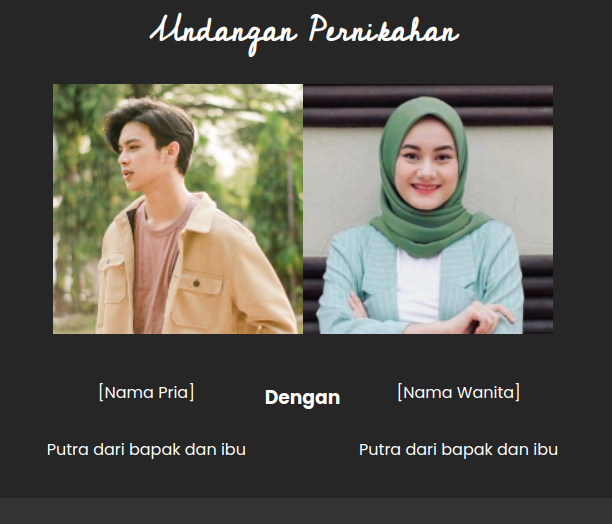 Undangan Pernikahan
[Nama Pria]
Dengan
[Nama Wanita]
Putra dari bapak dan ibu
Putra dari bapak dan ibu